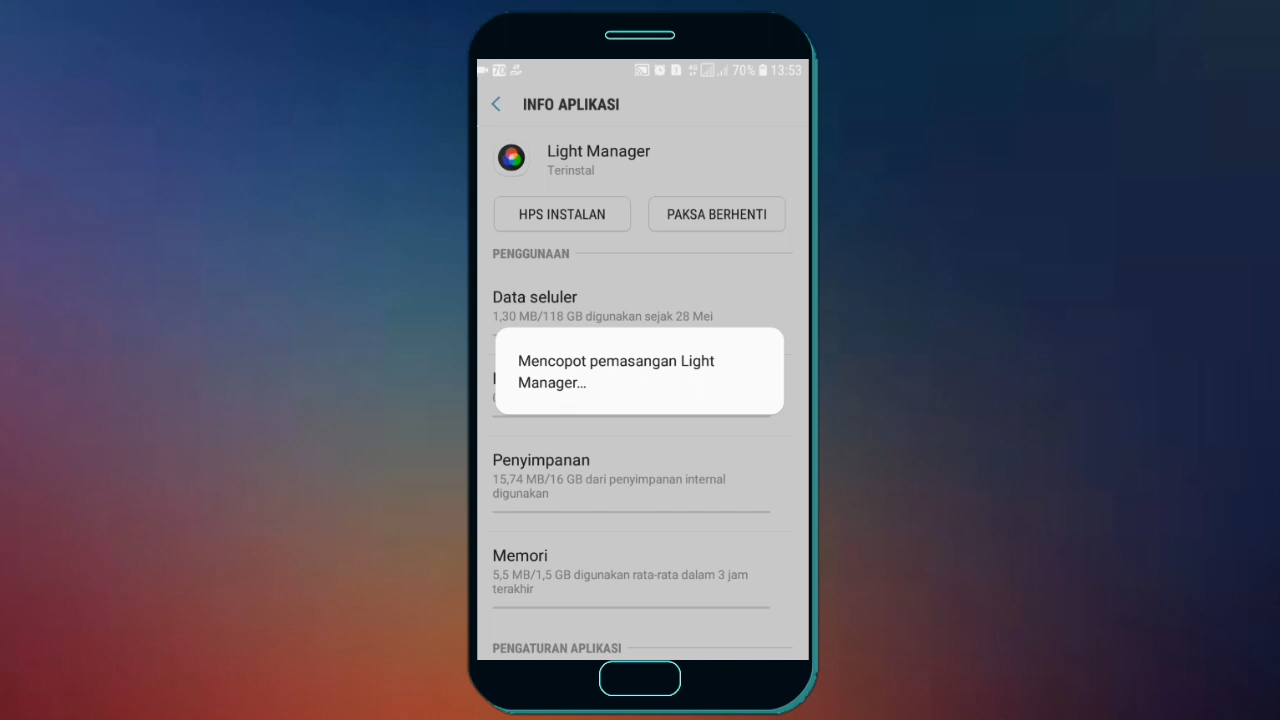 70 70% 13:53
INFO APLIKASI
Light Manager
Terinstal
HPS INSTALAN PAKSA BERHENTI
PENGGUNAAN
Data seluler
1,30 MB/118 GB digunakan sejak 28 Mei
Mencopot pemasangan Light
Manager...
Penyimpanan
15,74 MB/16 GB dari penyimpanan internal
digunakan
Memori
5,5 MB/1,5 GB digunakan rata-rata dalam 3 jam
terakhir
PENGATURAN APLIKASI